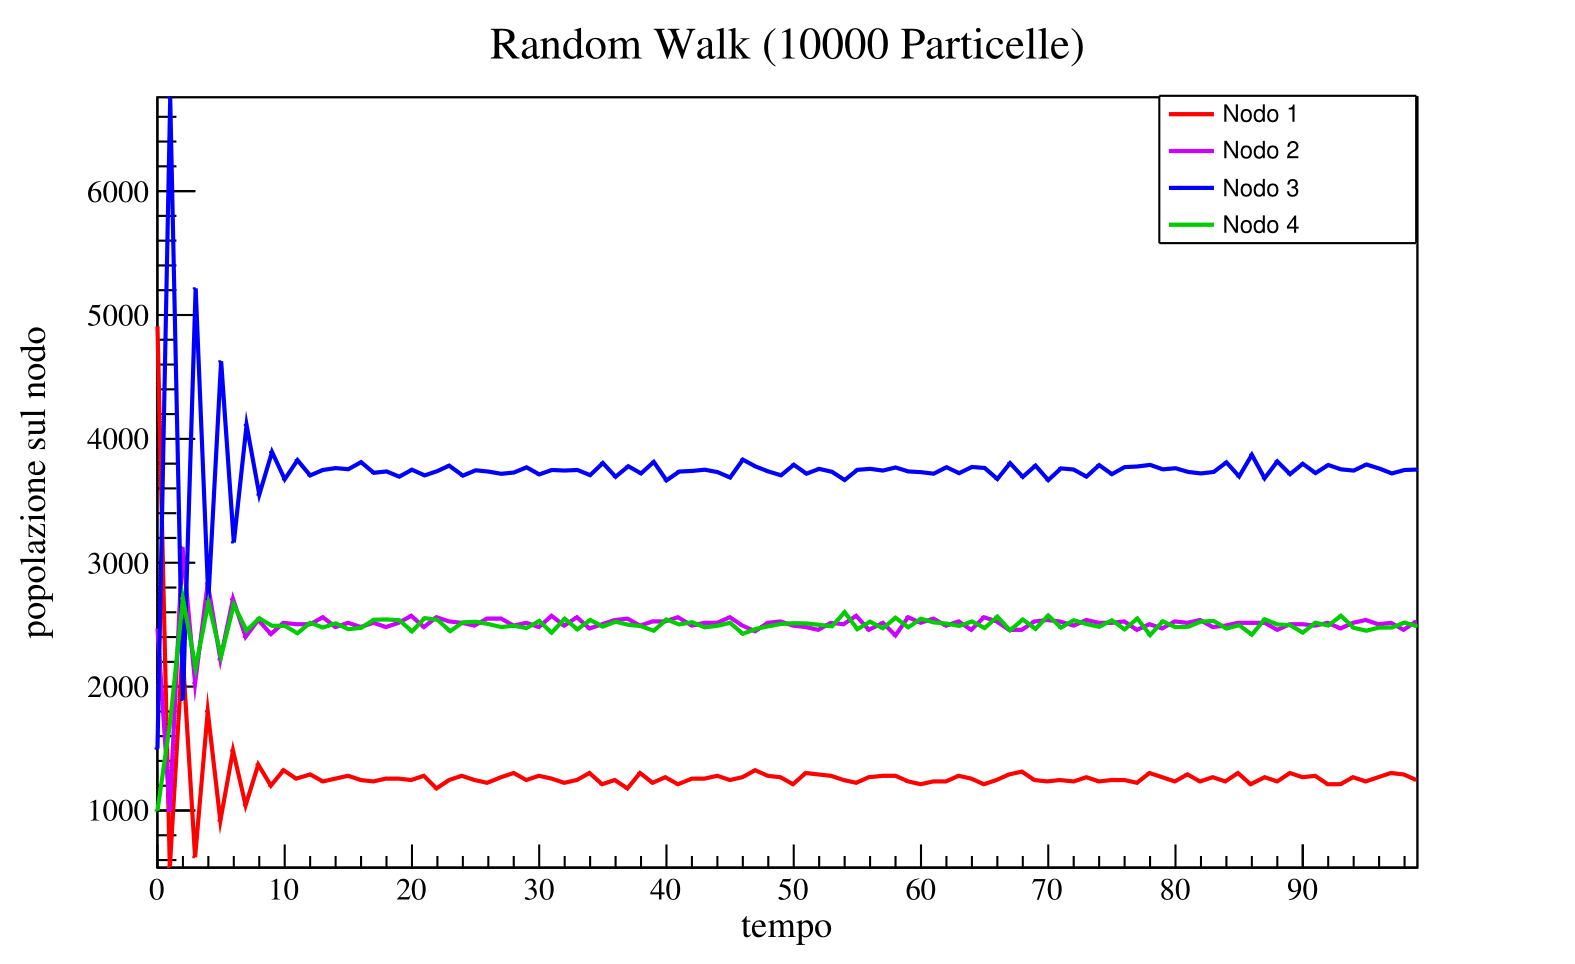 Random Walk (10000 Particelle)
Nodo 1
Nodo 2
Nodo 3
Nodo 4
6000
5000
4000
3000
2000
1000
popolazione sul nodo
0 10 20 30 40 50 60 70 80 90
tempo